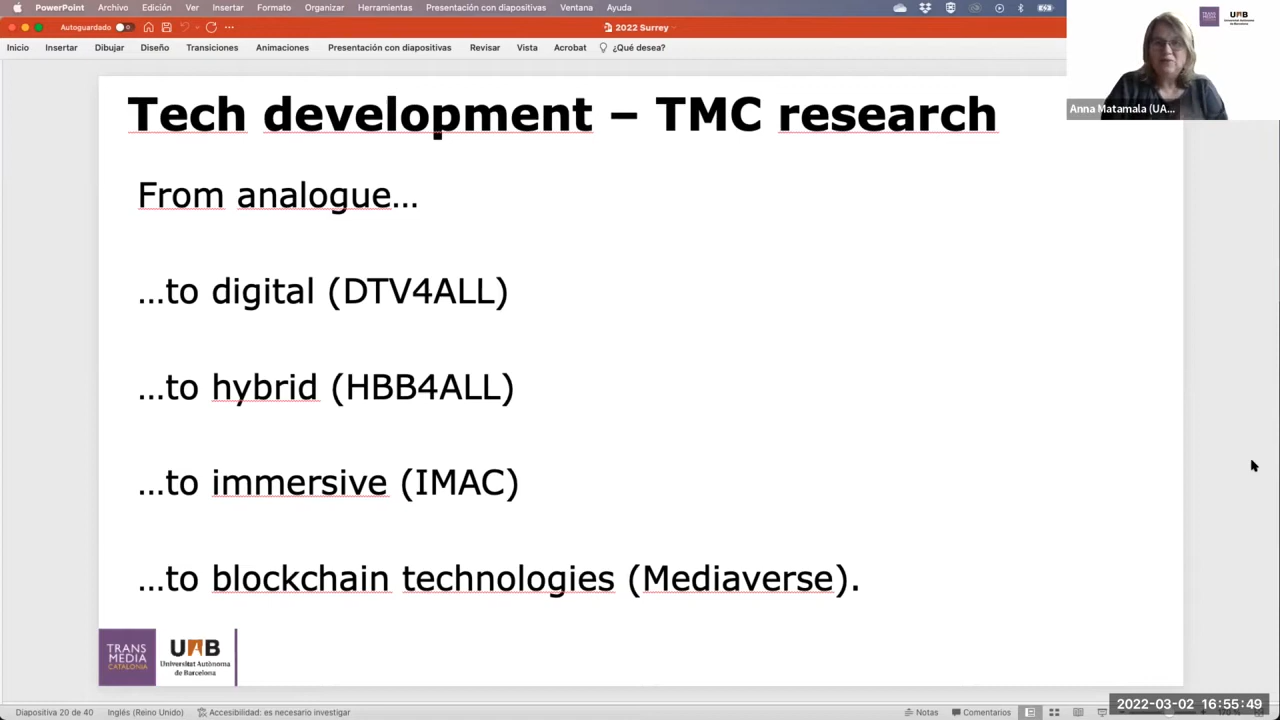 PowerPoint Archivo Edición Ver Insertar Formato Organizar Herramientas Presentación con diapositivas Ventana Ayuda
Autoguardado
2022 Surrey
Inicio Insertar Dibujar Diseño Transiciones Animaciones Presentación con diapositivas Revisar Vista Acrobat ¿Qué desea?
TRANS MEDIA
UAB
Anna Matamala (UA...
Tech development – TMC research
From analogue...
...to digital (DTV4ALL)
...to hybrid (HBB4ALL)
...to immersive (IMAC)
...to blockchain technologies (Mediaverse).
TRANS
MEDIA
CATALONIA
UAB
Universitat Autònoma
de Barcelona
Diapositiva 20 de 40 Inglés (Reino Unido) Accesibilidad: es necesario investigar Notas Comentarios
2022-03-02 16:55:49